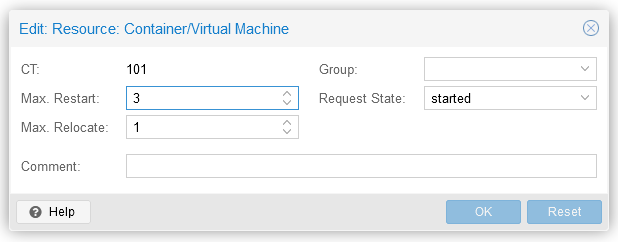 Edit: Resource: Container/Virtual Machine
CT: 101 Group:
Max. Restart: 3 Request State: started
Max. Relocate: 1
Comment:
Help OK Reset